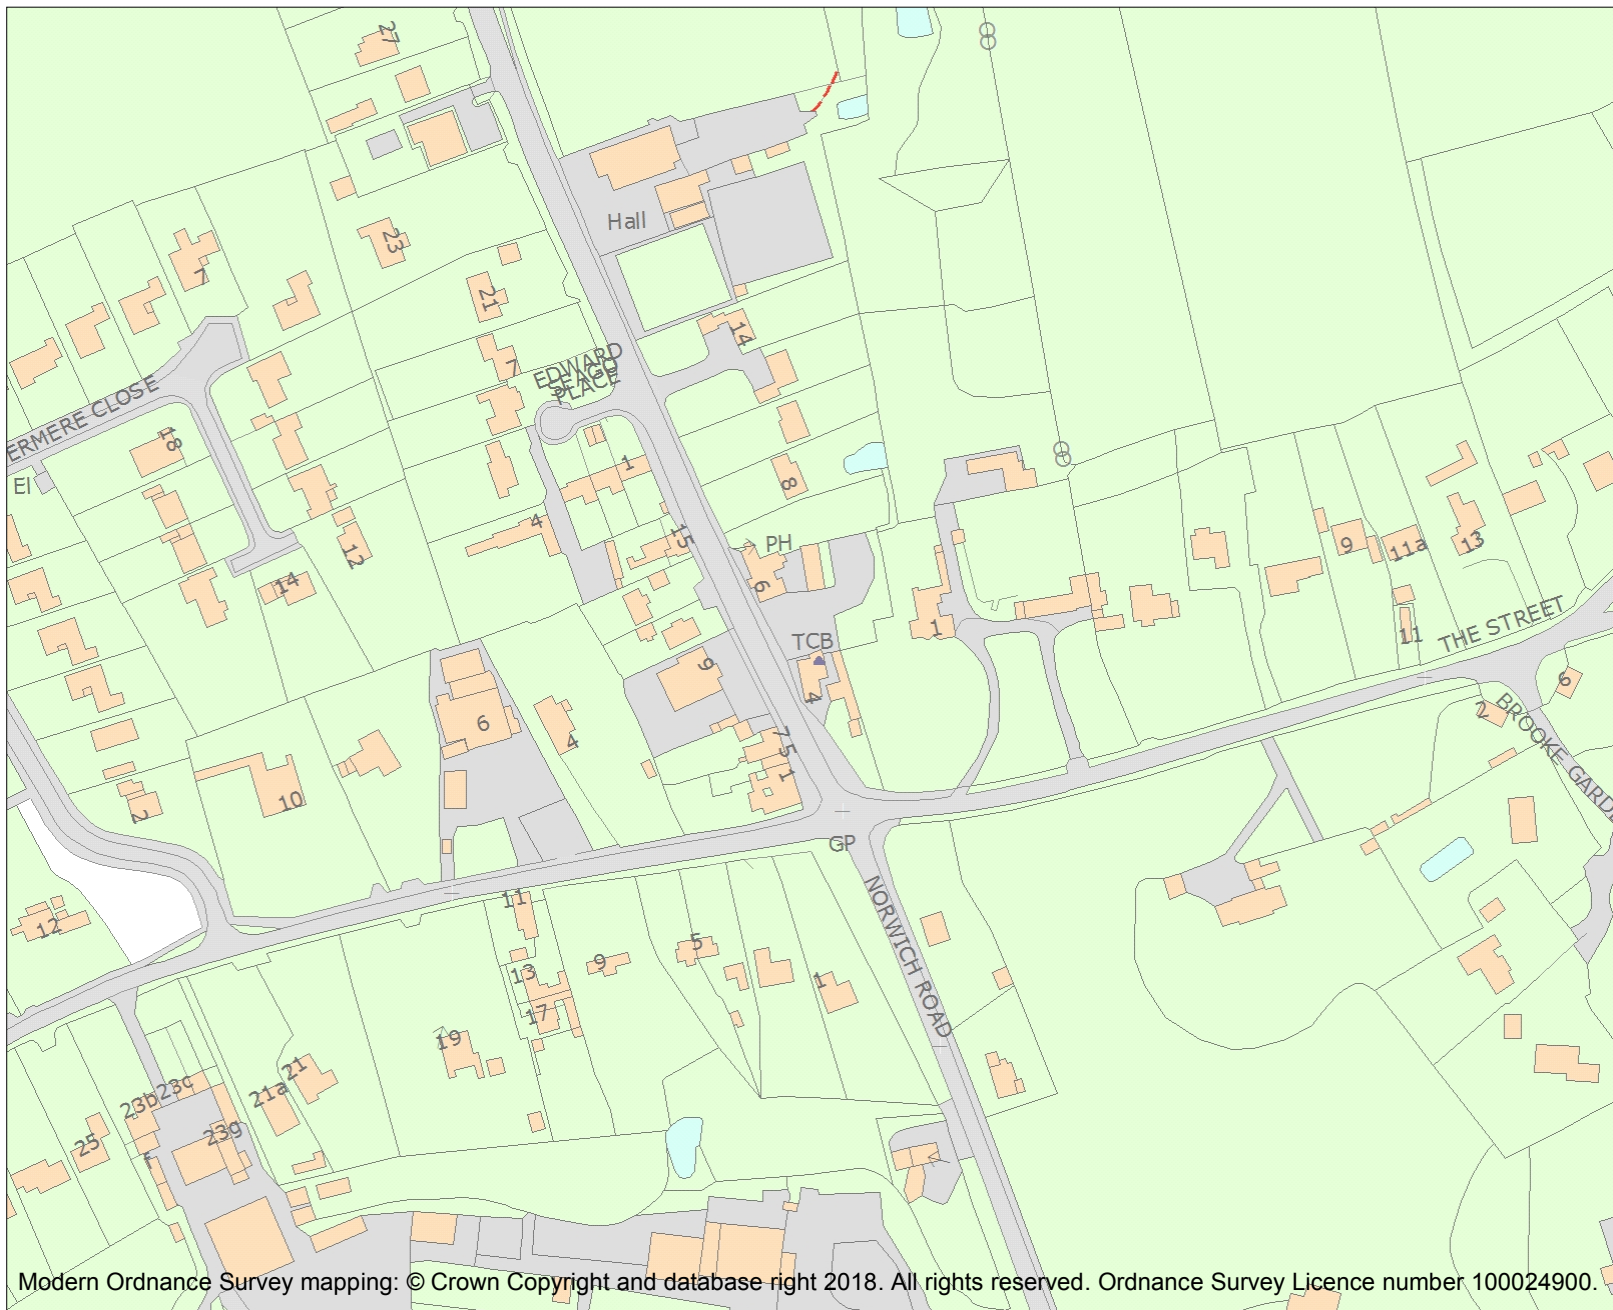 27
Hall
23
7
21
14
7
EDWARD
SEAGO
PLACE
ERMERE CLOSE
18
El
1
8
4
15
12
14
PH
6
9
11a
13
1
TCB
9
4
11
THE STREET
6
2
BROOKE GARDE
6
4
7
5
1
10
2
GP
NORWICH ROAD
11
12
5
9
13
1
17
19
21
21a
23c
23b
23g
25
f
Modern Ordnance Survey mapping: © Crown Copyright and database right 2018. All rights reserved. Ordnance Survey Licence number 100024900.